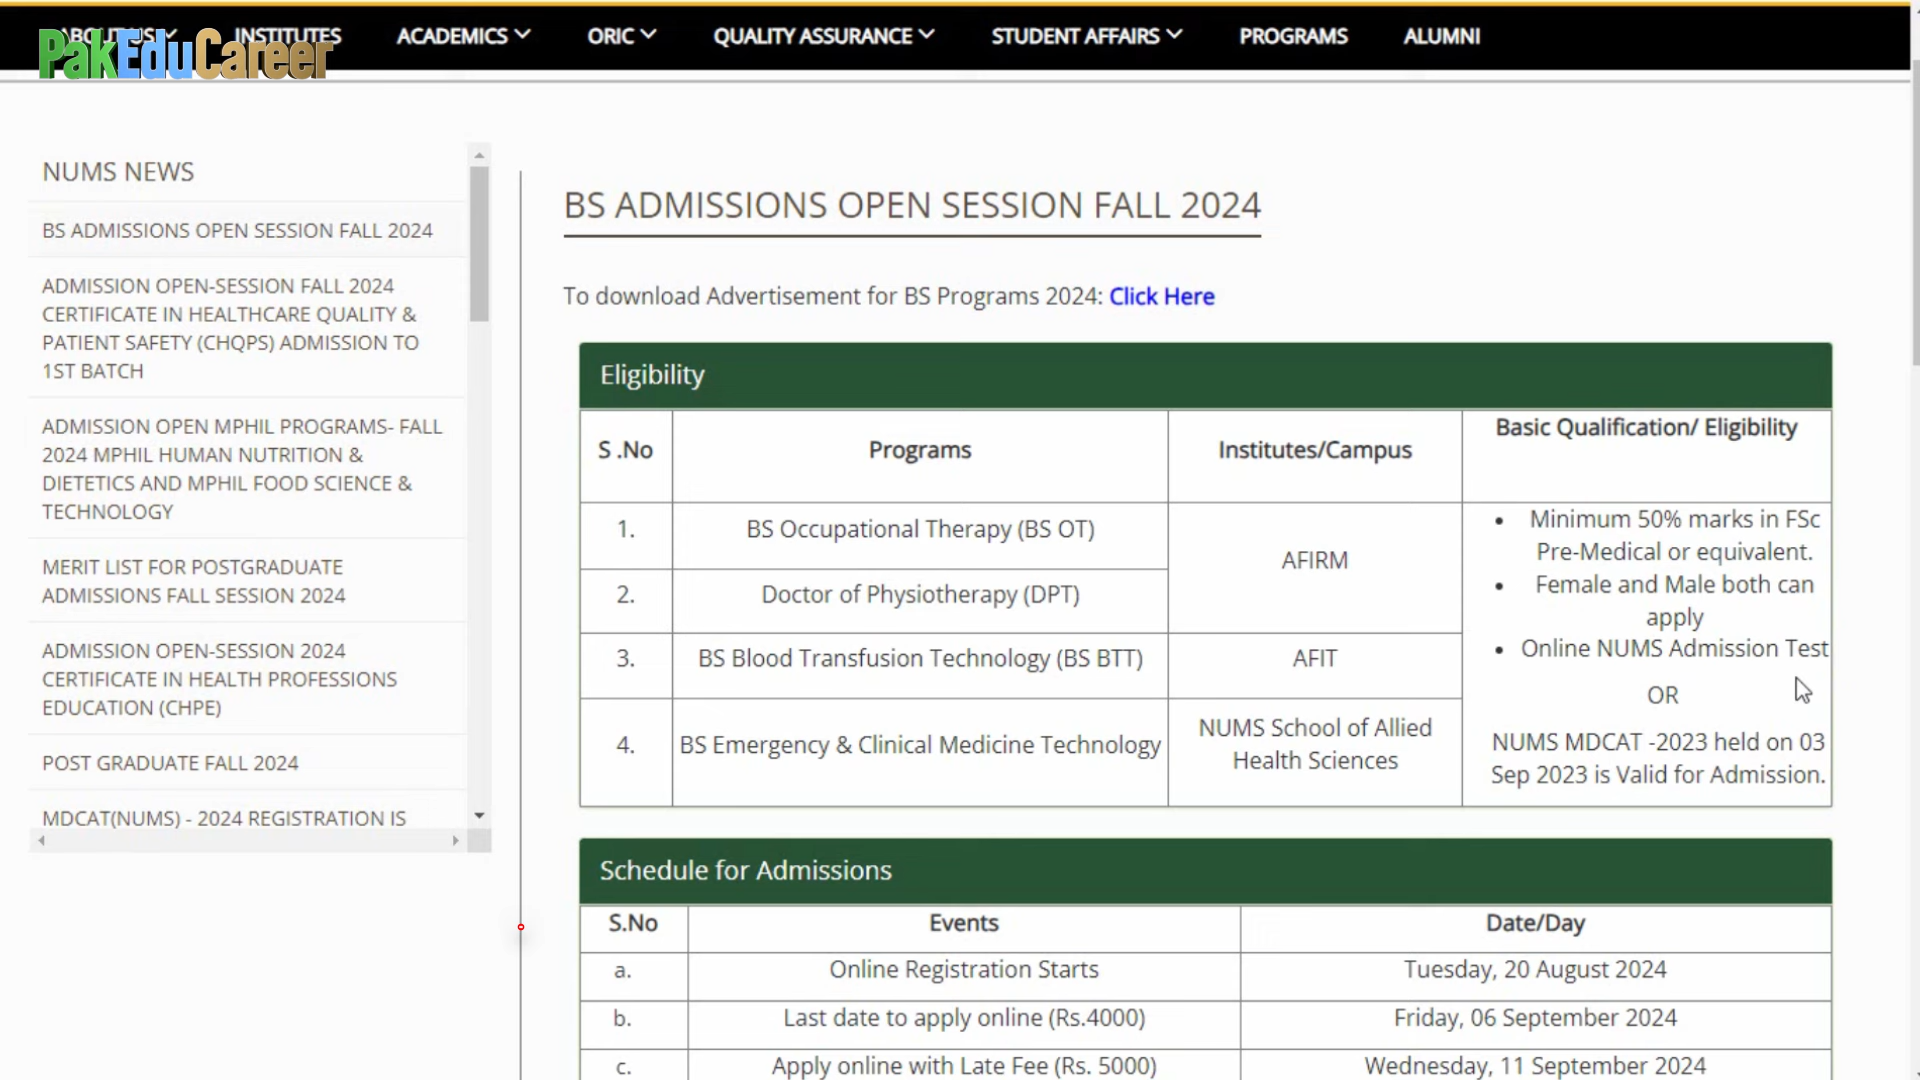 ABOUT US INSTITUTES ACADEMICS ORIC QUALITY ASSURANCE STUDENT AFFAIRS PROGRAMS ALUMNI
PakEduCareer
NUMS NEWS
BS ADMISSIONS OPEN SESSION FALL 2024
ADMISSION OPEN-SESSION FALL 2024
CERTIFICATE IN HEALTHCARE QUALITY &
PATIENT SAFETY (CHQPS) ADMISSION TO
1ST BATCH
ADMISSION OPEN MPHIL PROGRAMS- FALL
2024 MPHIL HUMAN NUTRITION &
DIETETICS AND MPHIL FOOD SCIENCE &
TECHNOLOGY
MERIT LIST FOR POSTGRADUATE
ADMISSIONS FALL SESSION 2024
ADMISSION OPEN-SESSION 2024
CERTIFICATE IN HEALTH PROFESSIONS
EDUCATION (CHPE)
POST GRADUATE FALL 2024
MDCAT(NUMS) - 2024 REGISTRATION IS
BS ADMISSIONS OPEN SESSION FALL 2024
To download Advertisement for BS Programs 2024: Click Here
Eligibility
S .No Programs Institutes/Campus Basic Qualification/ Eligibility
1. BS Occupational Therapy (BS OT)
2. Doctor of Physiotherapy (DPT)
AFIRM
3. BS Blood Transfusion Technology (BS BTT) AFIT
4. BS Emergency & Clinical Medicine Technology
NUMS School of Allied
Health Sciences
• Minimum 50% marks in FSc
Pre-Medical or equivalent.
• Female and Male both can
apply
• Online NUMS Admission Test
OR
NUMS MDCAT -2023 held on 03
Sep 2023 is Valid for Admission.
Schedule for Admissions
S.No Events Date/Day
a. Online Registration Starts Tuesday, 20 August 2024
b. Last date to apply online (Rs.4000) Friday, 06 September 2024
c. Apply online with Late Fee (Rs. 5000) Wednesday, 11 September 2024